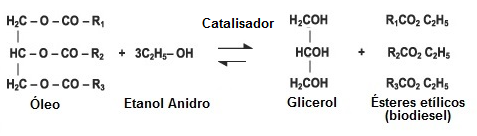 Catalisador
H₂C – O – CO – R₁ H₂COH R₁CO₂ C₂H₅
HC – O – CO – R₂ + 3C₂H₅– OH HCOH + R₂CO₂ C₂H₅
H₂C – O – CO – R₃ H₂COH R₃CO₂ C₂H₅
Óleo Etanol Anidro Glicerol Ésteres etílicos
(biodiesel)